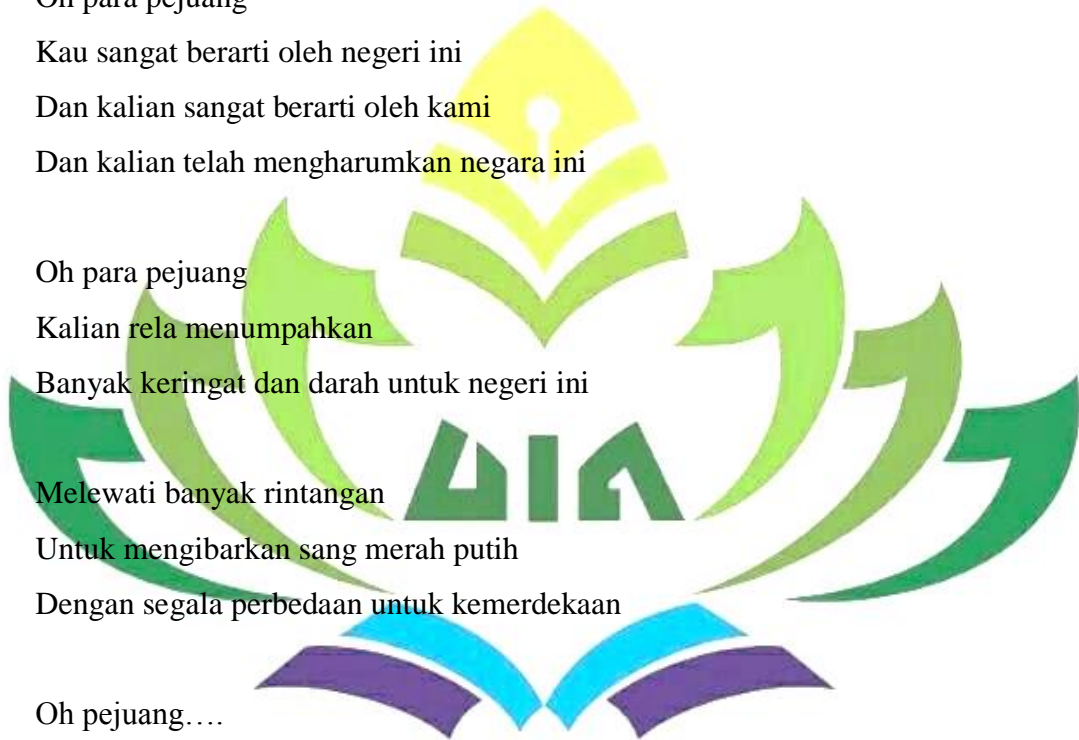 Oh para pejuang
Kau sangat berarti oleh negeri ini
Dan kalian sangat berarti oleh kami
Dan kalian telah mengharumkan negara ini
Oh para pejuang
Kalian rela menumpahkan
Banyak keringat dan darah untuk negeri ini
UIN
Melewati banyak rintangan
Untuk mengibarkan sang merah putih
Dengan segala perbedaan untuk kemerdekaan
Oh pejuang….